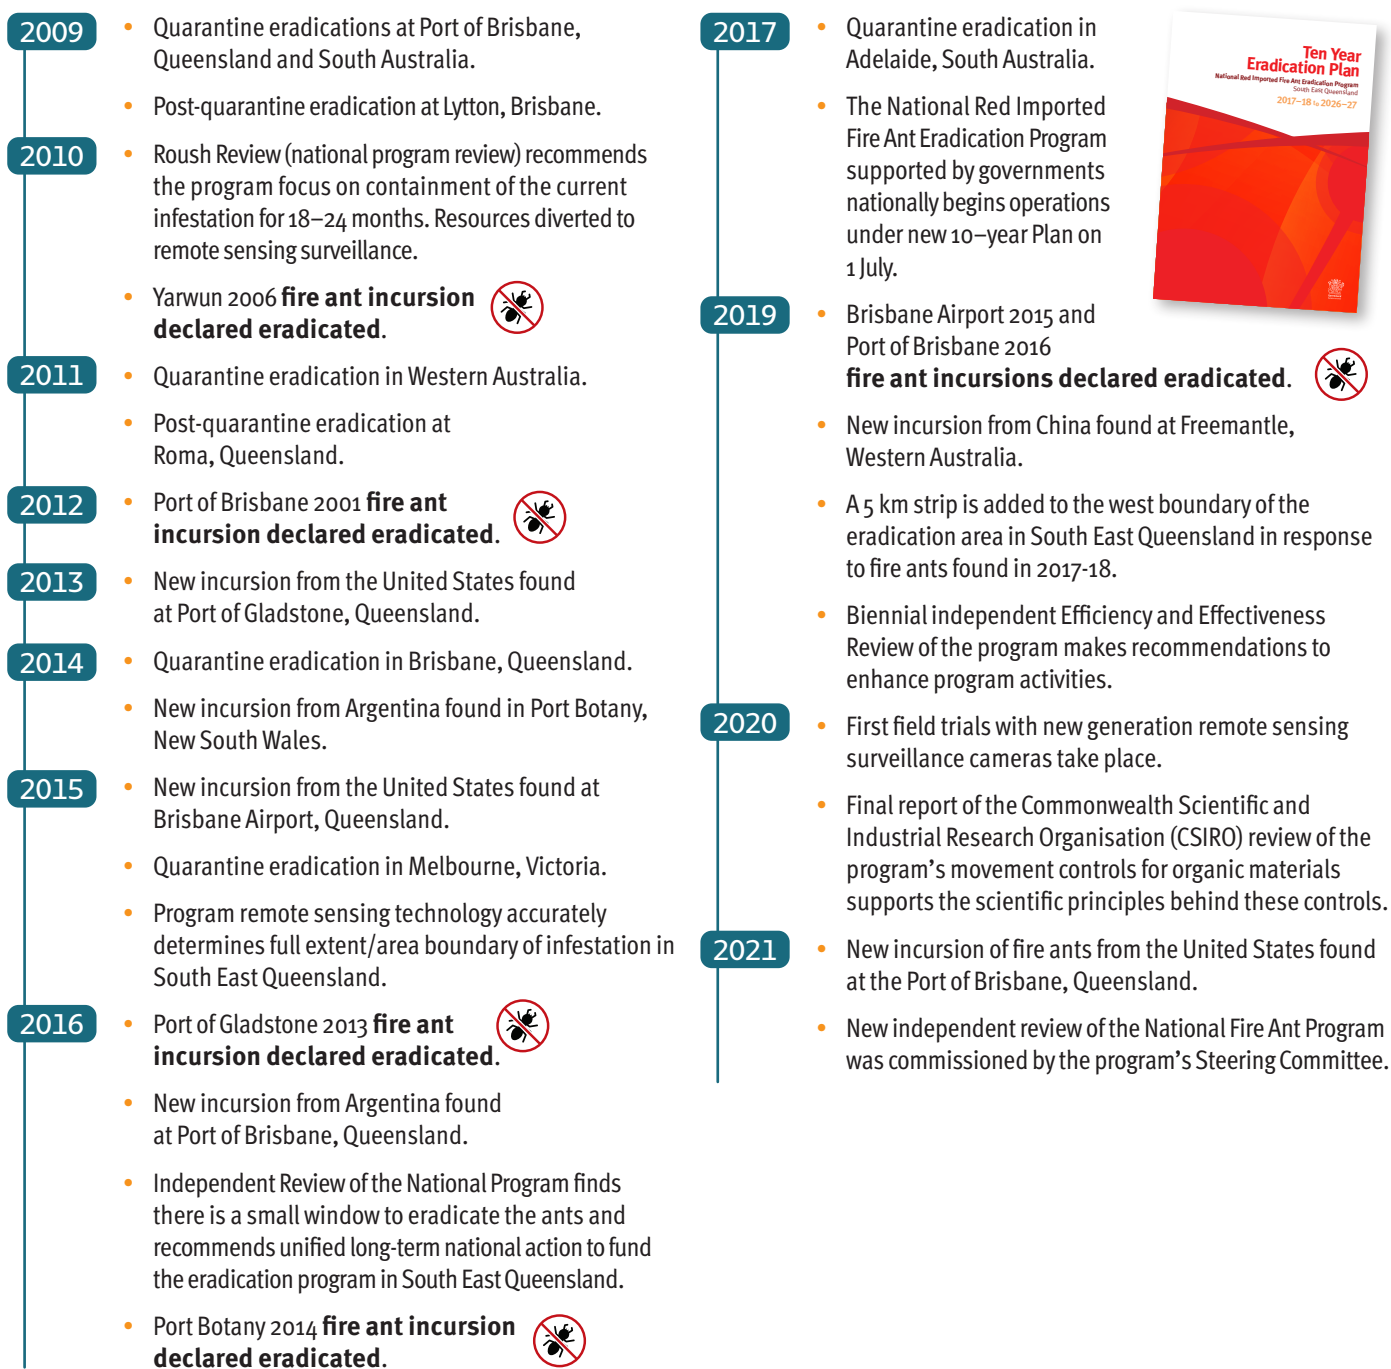 2009
• Quarantine eradications at Port of Brisbane,
Queensland and South Australia.
• Post-quarantine eradication at Lytton, Brisbane.
2010
• Roush Review (national program review) recommends
the program focus on containment of the current
infestation for 18–24 months. Resources diverted to
remote sensing surveillance.
• Yarwun 2006 fire ant incursion
declared eradicated.
2011
• Quarantine eradication in Western Australia.
• Post-quarantine eradication at
Roma, Queensland.
2012
• Port of Brisbane 2001 fire ant
incursion declared eradicated.
2013
• New incursion from the United States found
at Port of Gladstone, Queensland.
2014
• Quarantine eradication in Brisbane, Queensland.
• New incursion from Argentina found in Port Botany,
New South Wales.
2015
• New incursion from the United States found at
Brisbane Airport, Queensland.
• Quarantine eradication in Melbourne, Victoria.
• Program remote sensing technology accurately
determines full extent/area boundary of infestation in
South East Queensland.
2016
• Port of Gladstone 2013 fire ant
incursion declared eradicated.
• New incursion from Argentina found
at Port of Brisbane, Queensland.
• Independent Review of the National Program finds
there is a small window to eradicate the ants and
recommends unified long-term national action to fund
the eradication program in South East Queensland.
• Port Botany 2014 fire ant incursion
declared eradicated.
2017
• Quarantine eradication in
Adelaide, South Australia.
• The National Red Imported
Fire Ant Eradication Program
supported by governments
nationally begins operations
under new 10–year Plan on
1 July.
Ten Year
Eradication Plan
National Red Imported Fire Ant Eradication Program
South East Queensland
2017–18 to 2026–27
2019
• Brisbane Airport 2015 and
Port of Brisbane 2016
fire ant incursions declared eradicated.
• New incursion from China found at Freemantle,
Western Australia.
• A 5 km strip is added to the west boundary of the
eradication area in South East Queensland in response
to fire ants found in 2017-18.
• Biennial independent Efficiency and Effectiveness
Review of the program makes recommendations to
enhance program activities.
2020
• First field trials with new generation remote sensing
surveillance cameras take place.
• Final report of the Commonwealth Scientific and
Industrial Research Organisation (CSIRO) review of the
program's movement controls for organic materials
supports the scientific principles behind these controls.
2021
• New incursion of fire ants from the United States found
at the Port of Brisbane, Queensland.
• New independent review of the National Fire Ant Program
was commissioned by the program's Steering Committee.